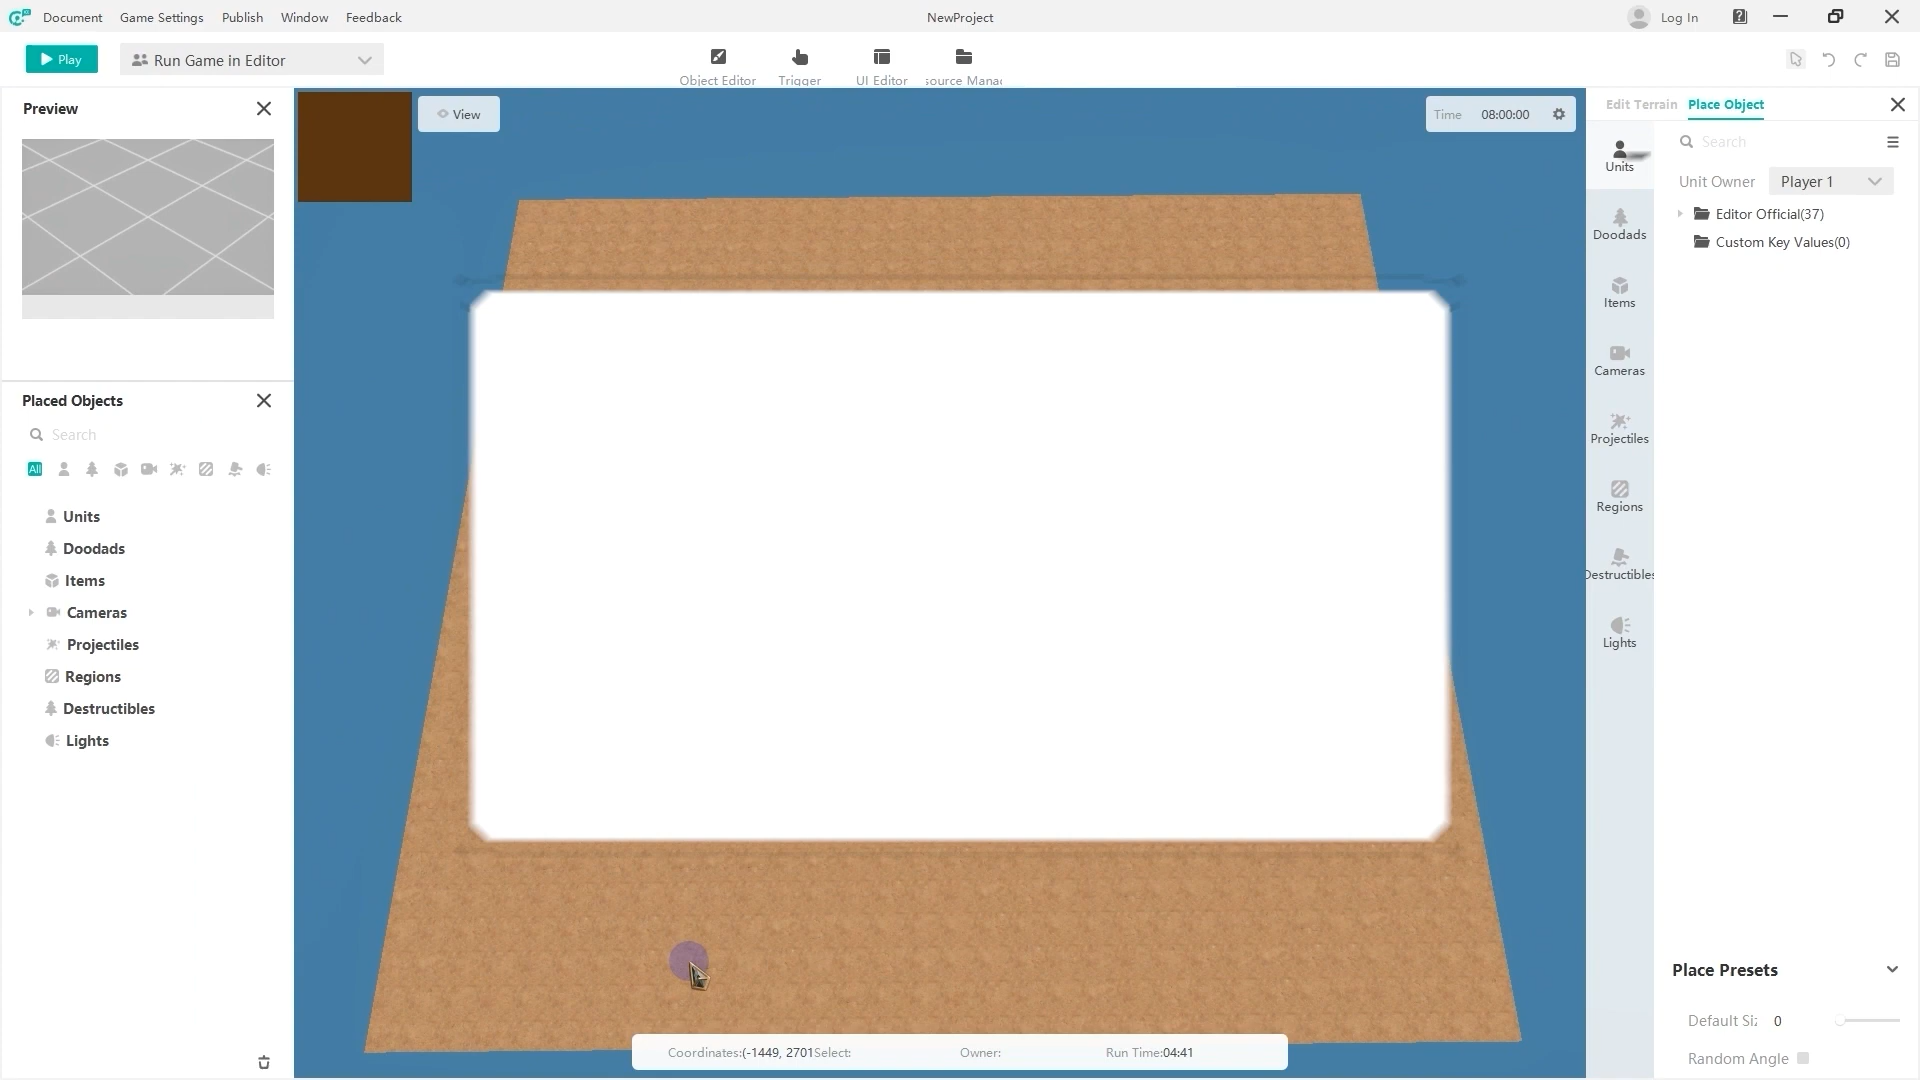 Document Game Settings Publish Window Feedback
NewProject
Log In
Play
Run Game in Editor
Object Editor
Trigger
UI Editor
source Manac
Preview
View
Time 08:00:00
Edit Terrain Place Object
Search
Unit Owner Player 1
Editor Official(37)
Custom Key Values(0)
Units
Doodads
Items
Cameras
Projectiles
Regions
Destructibles
Lights
Placed Objects
Search
All
Units
Doodads
Items
Cameras
Projectiles
Regions
Destructibles
Lights
Place Presets
Default Siz 0
Random Angle
Coordinates:(-1449, 2701Select: Owner: Run Time:04:41